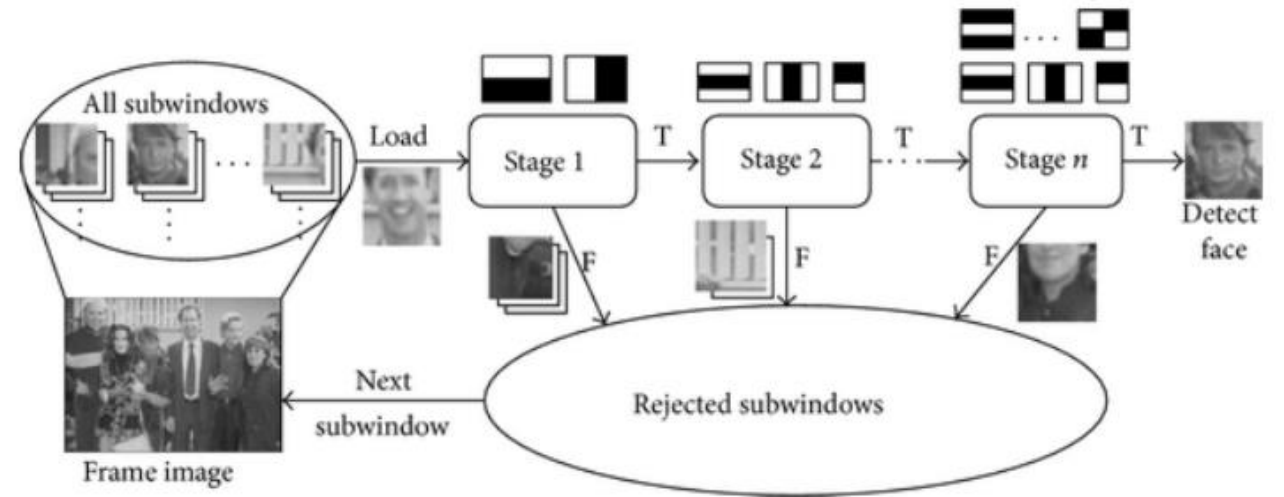 All subwindows
Load
Stage 1
T
Stage 2
T
Stage n
T
Detect
face
F
F
F
Rejected subwindows
Next
subwindow
Frame image